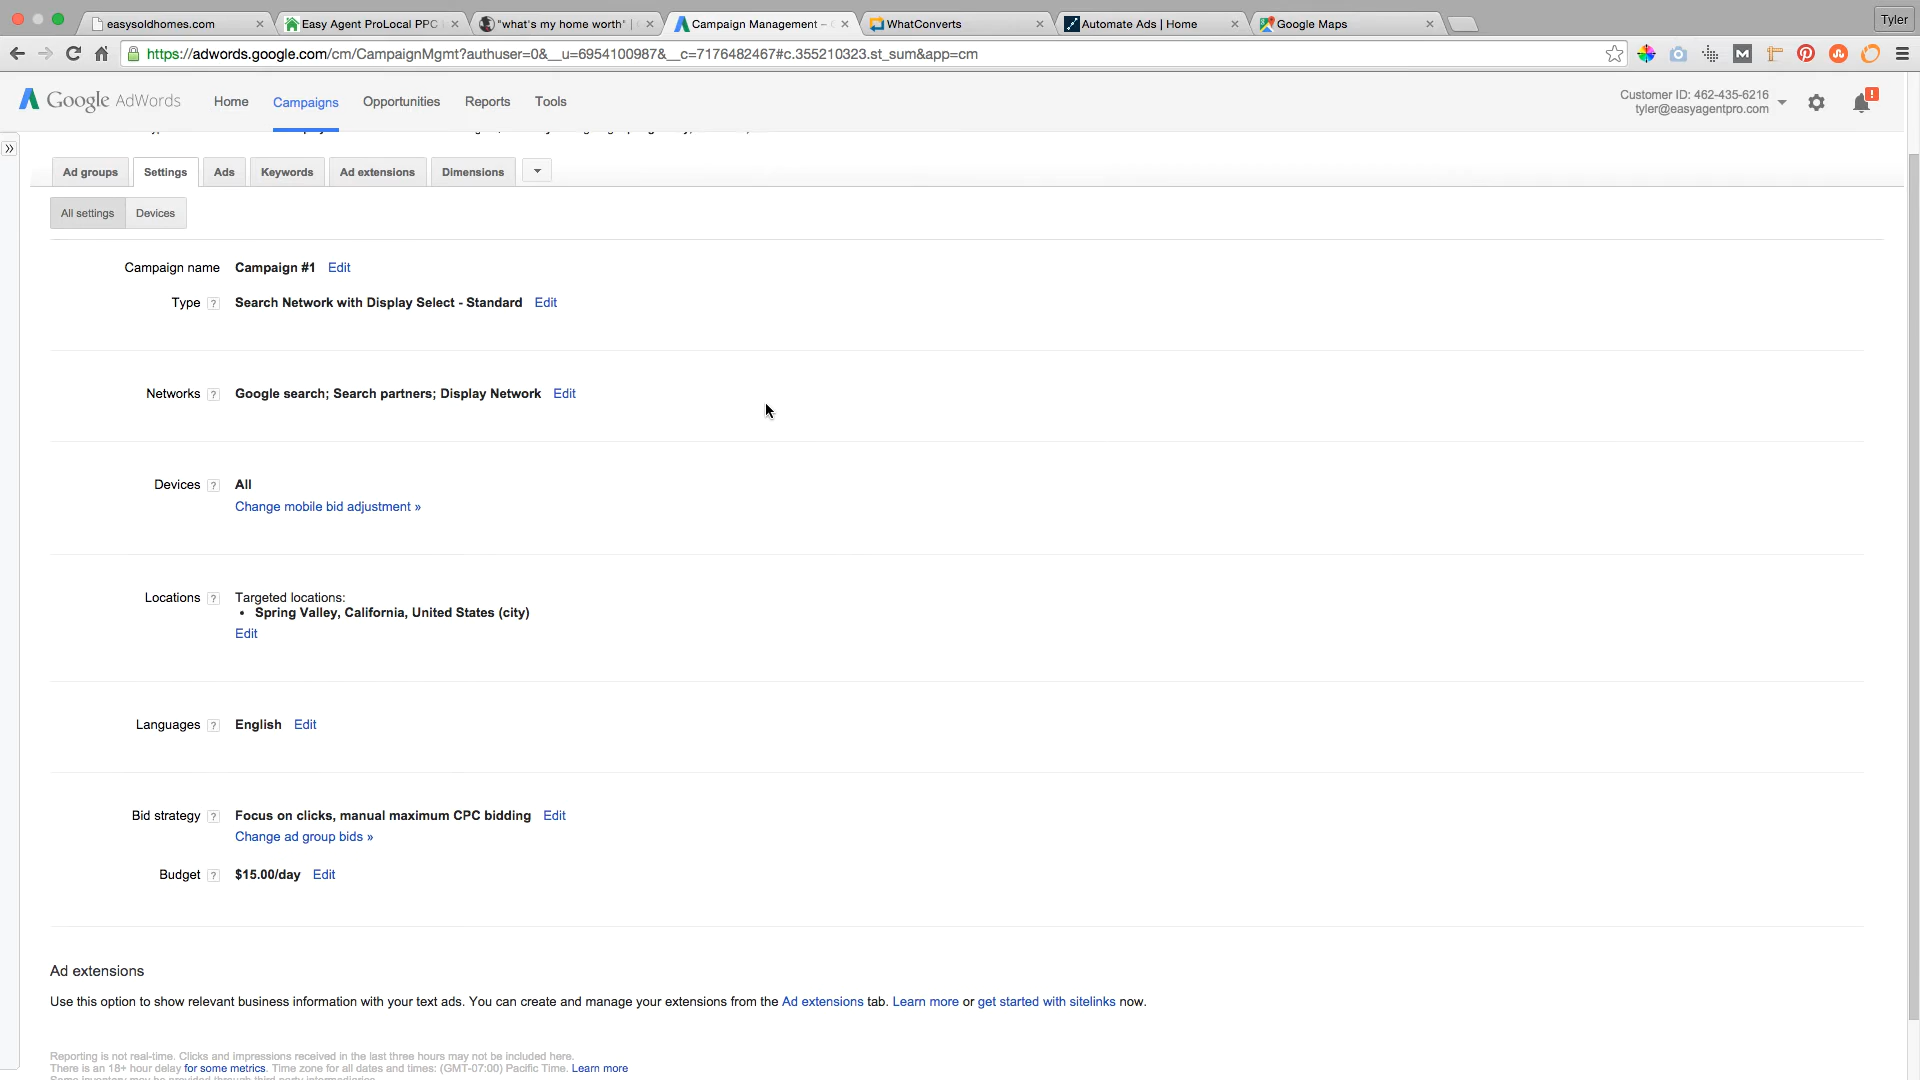 easysoldhomes.com
Easy Agent ProLocal PPC
"what's my home worth" |
Campaign Management –
WhatConverts
Automate Ads | Home
Google Maps
Tyler
https://adwords.google.com/cm/CampaignMgmt?authuser=0&__u=6954100987&__c=7176482467#c.355210323.st_sum&app=cm
Google AdWords
Home
Campaigns
Opportunities
Reports
Tools
Customer ID: 462-435-6216
tyler@easyagentpro.com
!
»
Ad groups
Settings
Ads
Keywords
Ad extensions
Dimensions
All settings
Devices
Campaign name Campaign #1 Edit
Type ? Search Network with Display Select - Standard Edit
Networks ? Google search; Search partners; Display Network Edit
Devices ? All
Change mobile bid adjustment »
Locations ? Targeted locations:
• Spring Valley, California, United States (city)
Edit
Languages ? English Edit
Bid strategy ? Focus on clicks, manual maximum CPC bidding Edit
Change ad group bids »
Budget ? $15.00/day Edit
Ad extensions
Use this option to show relevant business information with your text ads. You can create and manage your extensions from the Ad extensions tab. Learn more or get started with sitelinks now.
Reporting is not real-time. Clicks and impressions received in the last three hours may not be included here.
There is an 18+ hour delay for some metrics. Time zone for all dates and times: (GMT-07:00) Pacific Time. Learn more
Some inventory may be provided through third party intermediaries.